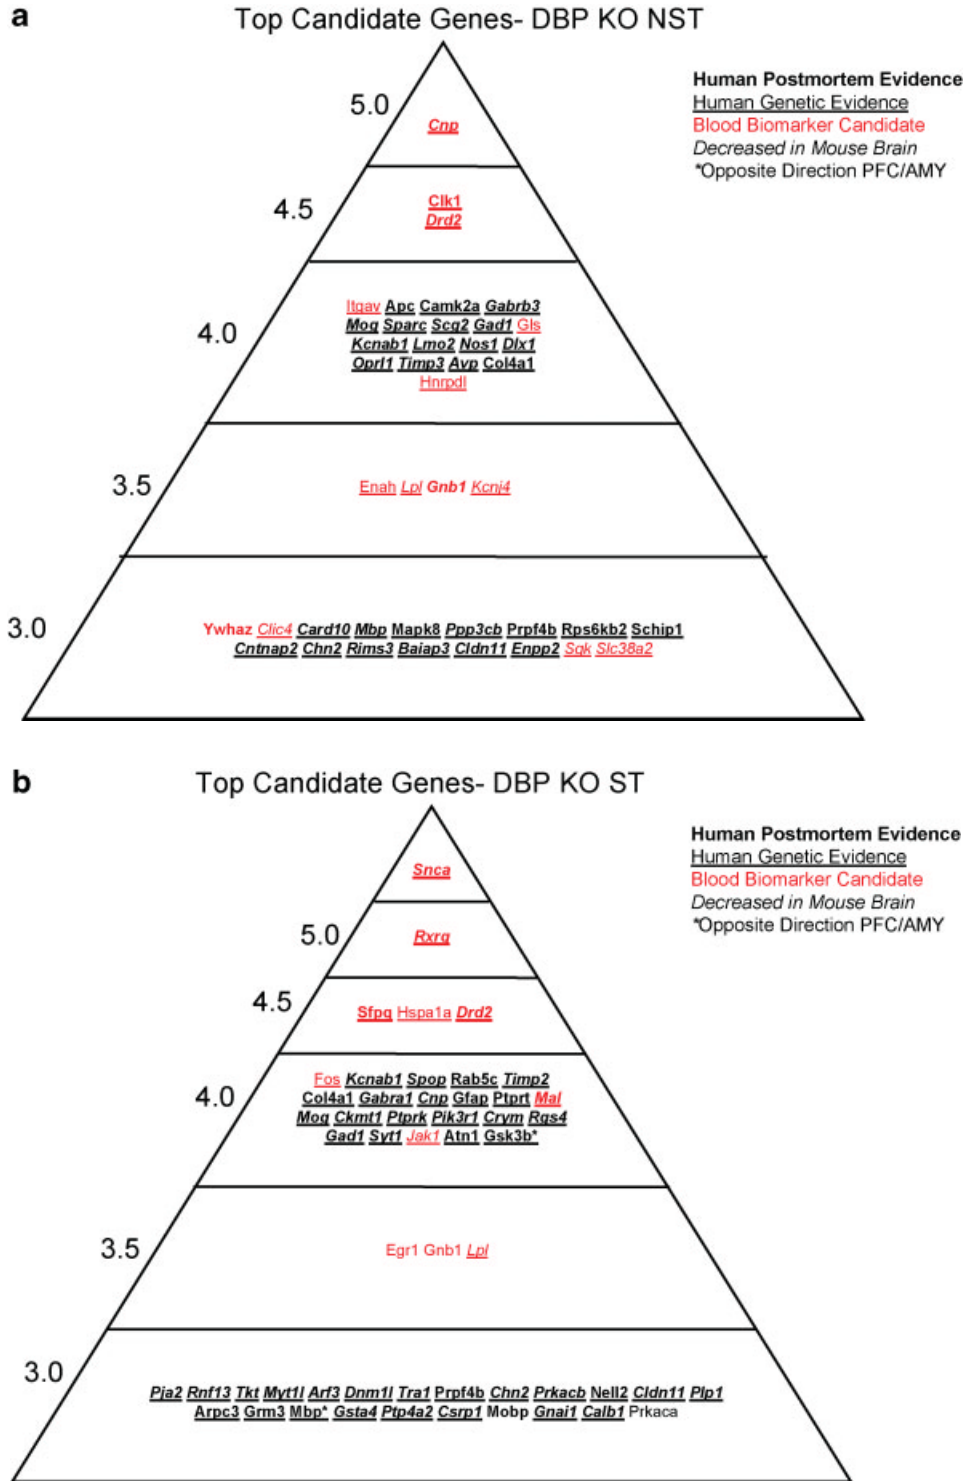 a
Top Candidate Genes- DBP KO NST
Human Postmortem Evidence
Human Genetic Evidence
Blood Biomarker Candidate
Decreased in Mouse Brain
*Opposite Direction PFC/AMY
5.0
Cnp
4.5
Clk1
Drd2
4.0
Itgav Apc Camk2a Gabrb3
Mog Sparc Scg2 Gad1 Gls
Kcnab1 Lmo2 Nos1 Dlx1
Oprl1 Timp3 Avp Col4a1
Hnrpdl
3.5
Enah Lpl Gnb1 Kcnj4
3.0
Ywhaz Clic4 Card10 Mbp Mapk8 Ppp3cb Prpf4b Rps6kb2 Schip1
Cntnap2 Chn2 Rims3 Baiap3 Cldn11 Enpp2 Sgk Slc38a2
b
Top Candidate Genes- DBP KO ST
Human Postmortem Evidence
Human Genetic Evidence
Blood Biomarker Candidate
Decreased in Mouse Brain
*Opposite Direction PFC/AMY
Snca
5.0
Rxrg
4.5
Sfpq Hspa1a Drd2
4.0
Fos Kcnab1 Spop Rab5c Timp2
Col4a1 Gabra1 Cnp Gfap Ptprt Mal
Mog Ckmt1 Ptprk Pik3r1 Crym Rgs4
Gad1 Syt1 Jak1 Atn1 Gsk3b*
3.5
Egr1 Gnb1 Lpl
3.0
Pja2 Rnf13 Tkt Myt1l Arf3 Dnm1l Tra1 Prpf4b Chn2 Prkacb Nell2 Cldn11 Plp1
Arpc3 Grm3 Mbp* Gsta4 Ptp4a2 Csrp1 Mobp Gnai1 Calb1 Prkaca